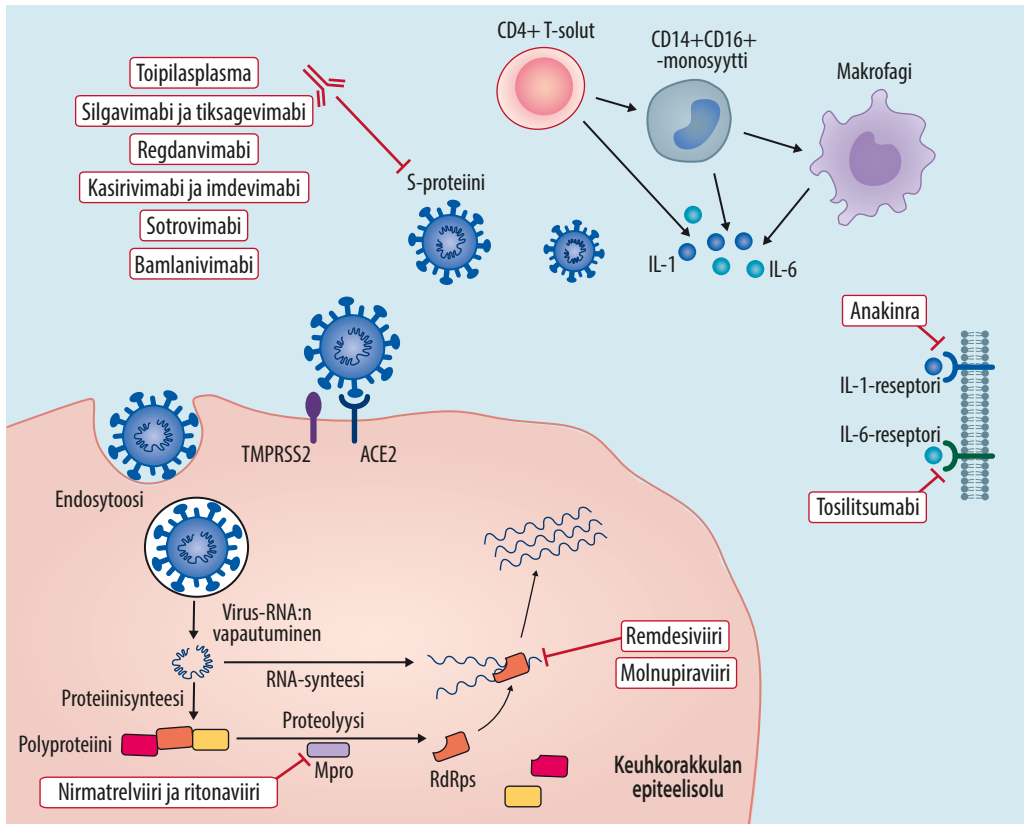 Toipilasplasma
Silgavimabi ja tiksagevimabi
Regdanvimabi
Kasirivimabi ja imdevimabi
Sotrovimabi
Bamlanivimabi
S-proteiini
CD4+ T-solut
CD14+CD16+
-monosyytti
Makrofagi
IL-1
IL-6
Anakinra
IL-1-reseptori
IL-6-reseptori
Tosilitsumabi
TMPRSS2
ACE2
Endosytoosi
Virus-RNA:n
vapautuminen
RNA-synteesi
Remdesiviiri
Molnupiraviiri
Proteiinisynteesi
Polyproteiini
Proteolyysi
Mpro
RdRps
Nirmatrelviiri ja ritonaviiri
Keuhkorakkulan
epiteelisolu